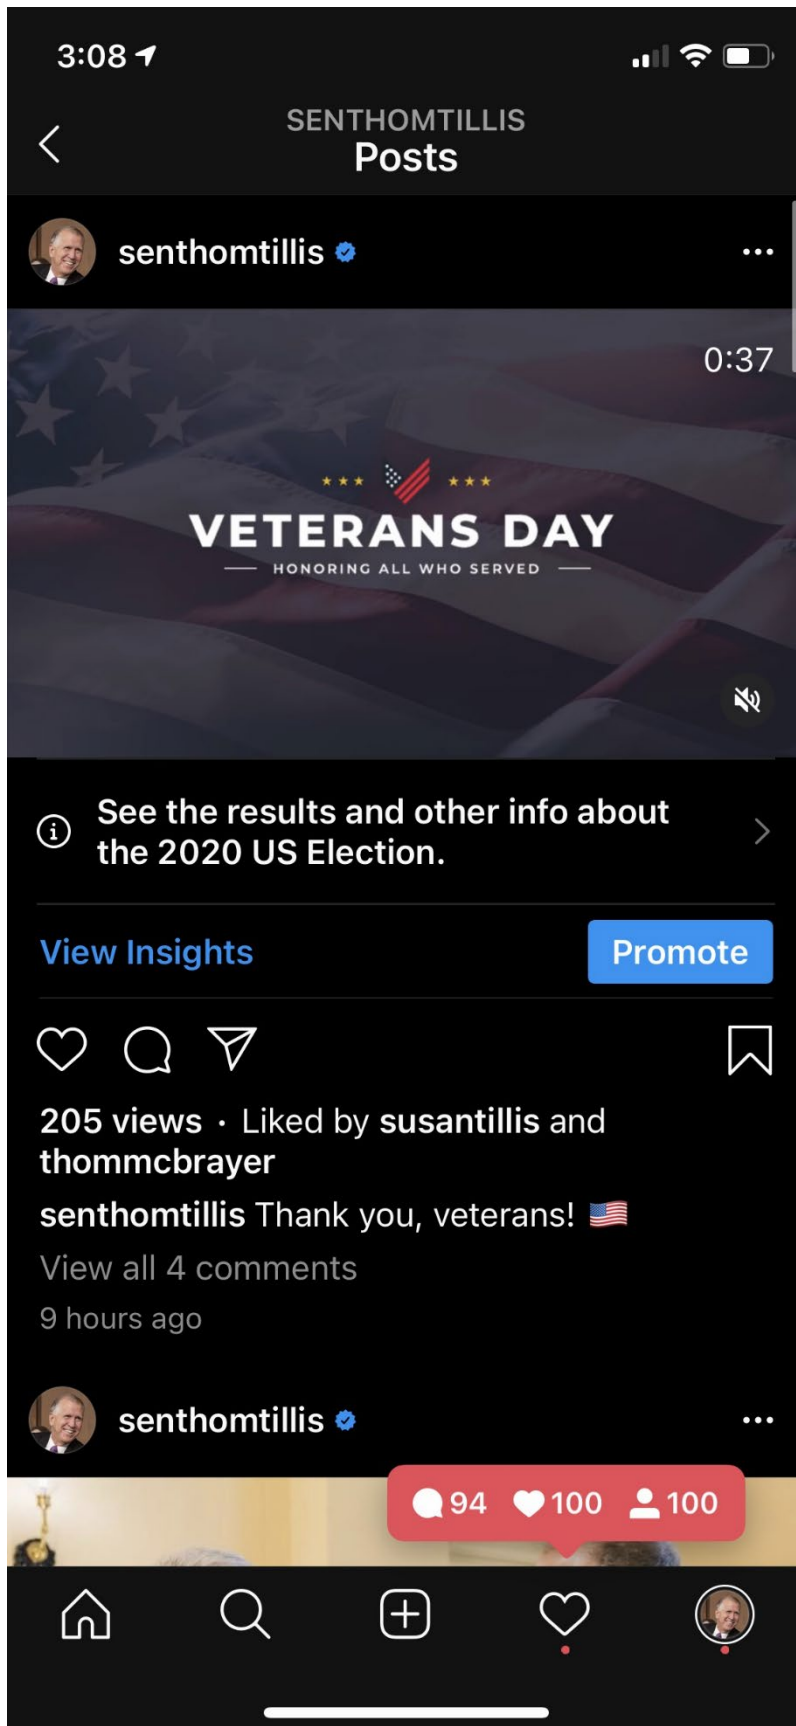 3:08
SENTHOMTILLIS
Posts
senthomtillis
0:37
VETERANS DAY
HONORING ALL WHO SERVED
See the results and other info about
the 2020 US Election.
View Insights
Promote
205 views · Liked by susantillis and
thommcbrayer
senthomtillis Thank you, veterans! 🇺🇸
View all 4 comments
9 hours ago
senthomtillis
94 100 100